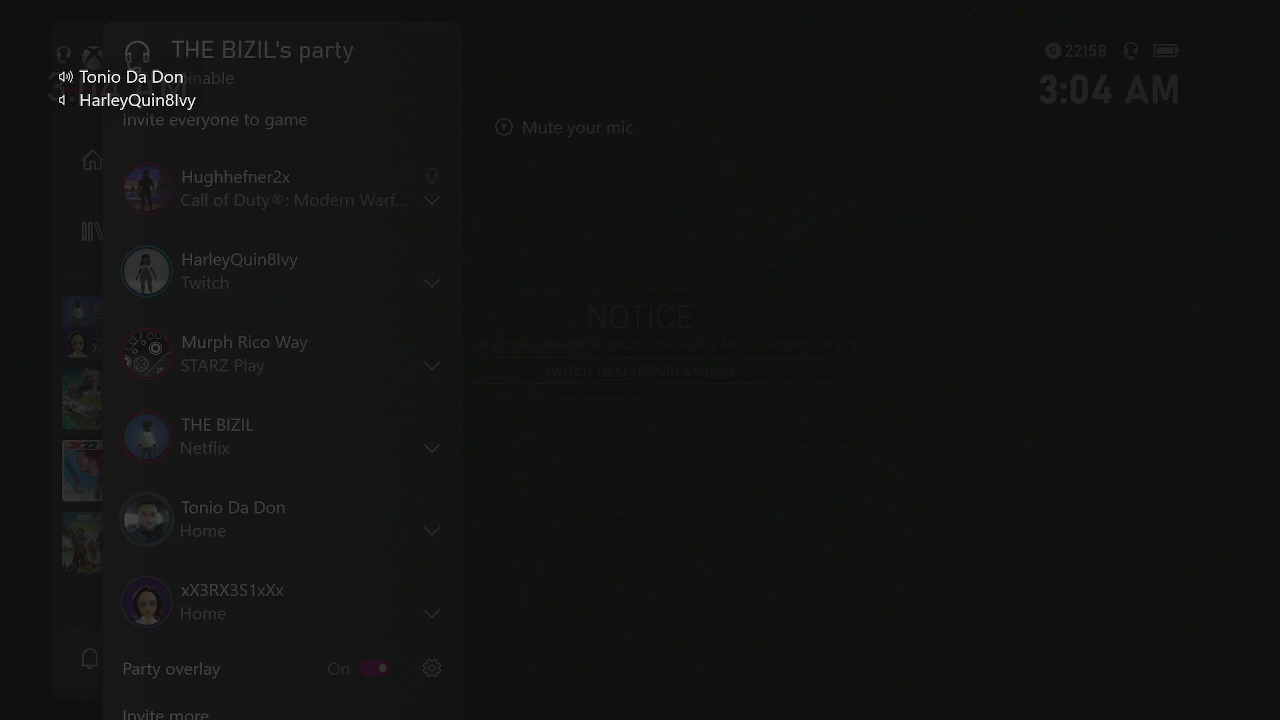 THE BIZIL's party
Tonio Da Don
HarleyQuin8Ivy
Invite everyone to game
22158
3:04 AM
Mute your mic
Hughhefner2x
Call of Duty®: Modern Warf...
HarleyQuin8Ivy
Twitch
Murph Rico Way
STARZ Play
THE BIZIL
Netflix
Tonio Da Don
Home
xX3RX3S1xXx
Home
Party overlay
On
Invite more
NOTICE
SWITCH TO KEYBOARD & MOUSE